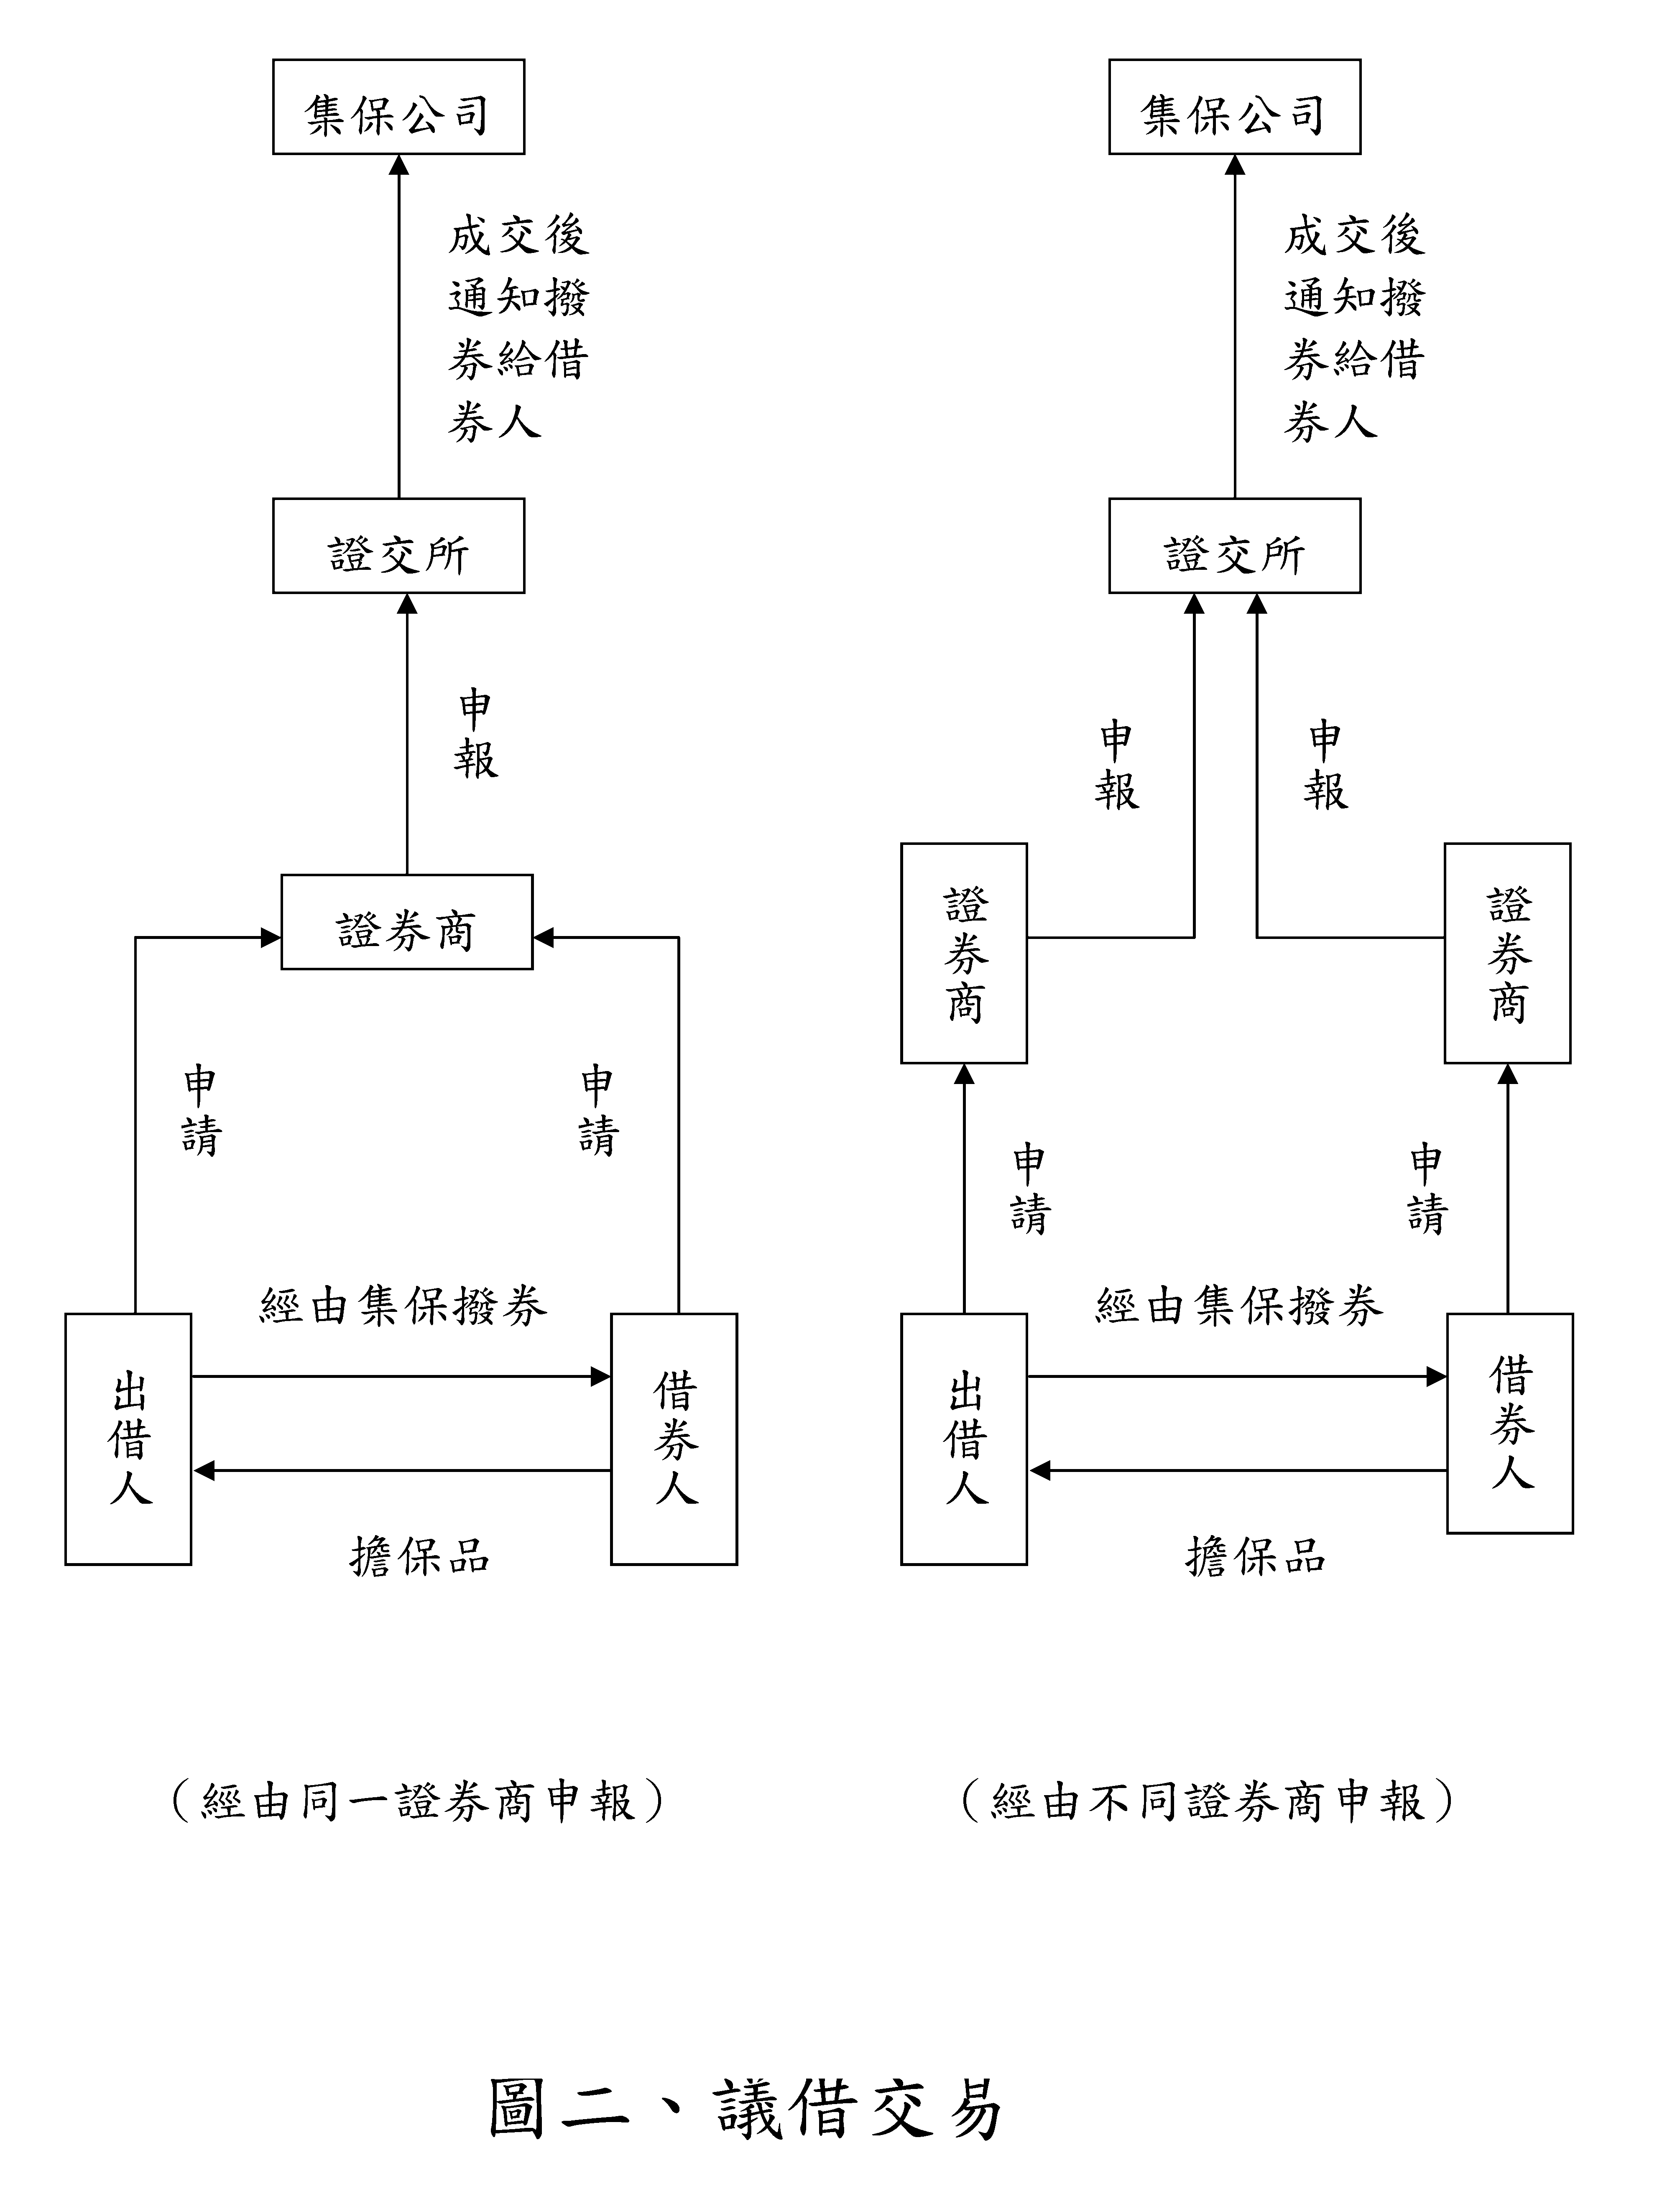 集保公司
成交後
通知撥
券給借
券人
證交所
申報
證券商
申請
申請
經由集保撥券
出借人
借券人
擔保品
（經由同一證券商申報）
集保公司
成交後
通知撥
券給借
券人
證交所
申報
申報
證券商
證券商
申請
申請
經由集保撥券
出借人
借券人
擔保品
（經由不同證券商申報）
圖二、議借交易